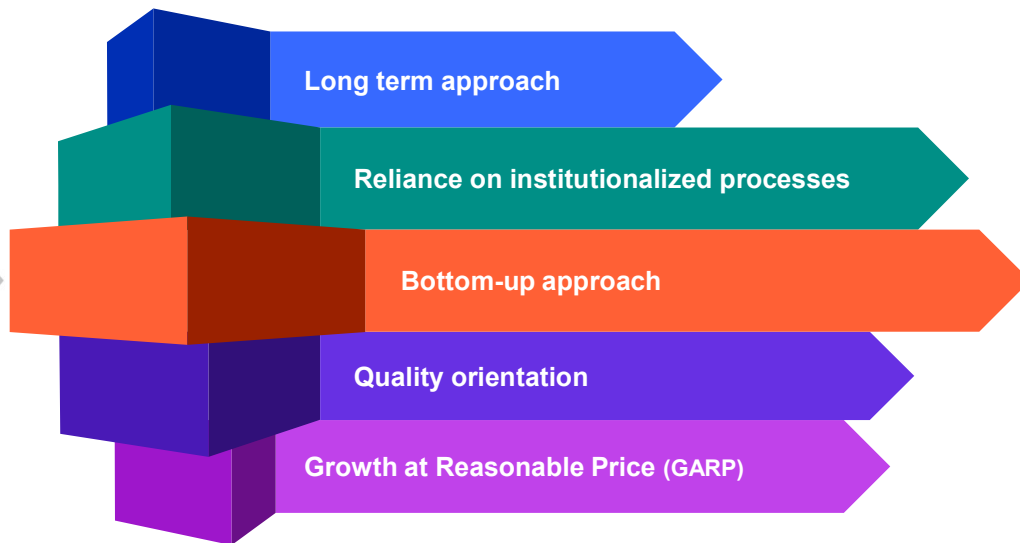 Long term approach
Reliance on institutionalized processes
Bottom-up approach
Quality orientation
Growth at Reasonable Price (GARP)